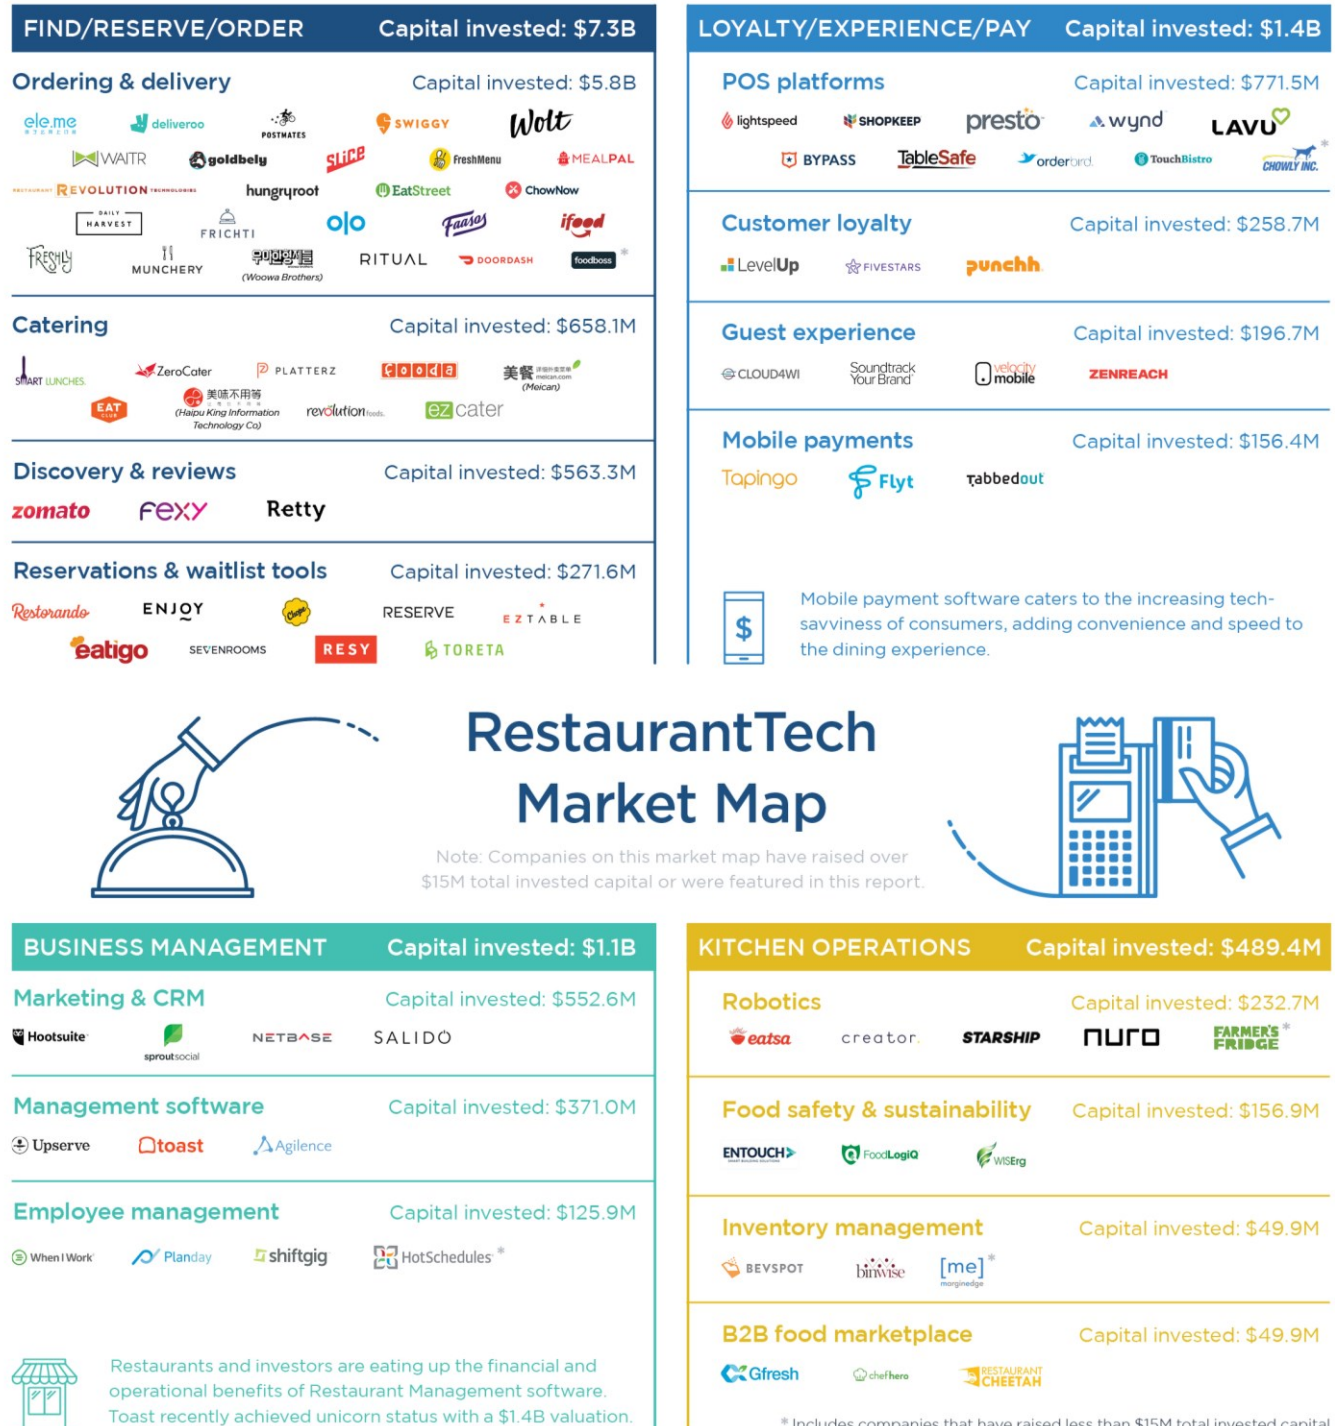 FIND/RESERVE/ORDER Capital invested: $7.3B
Ordering & delivery Capital invested: $5.8B
ele.me deliveroo POSTMATES SWIGGY Wolt
WAITR goldbely SLICE FreshMenu MEALPAL
RESTAURANT REVOLUTION TECHNOLOGIES hungryroot EatStreet ChowNow
DAILY HARVEST FRICHTI olo Faasos ifood
FRESHLY MUNCHERY (Woowa Brothers) RITUAL DOORDASH foodboss *
Catering Capital invested: $658.1M
SMART LUNCHES. ZeroCater PLATTERZ fooda 美餐 meican.com (Meican)
EAT CLUB 美味不用等 (Haipu King Information Technology Co) revolution foods. ez cater
Discovery & reviews Capital invested: $563.3M
zomato Fexy Retty
Reservations & waitlist tools Capital invested: $271.6M
Restorando ENJOY Chope RESERVE EZTABLE
eatigo SEVENROOMS RESY TORETA
LOYALTY/EXPERIENCE/PAY Capital invested: $1.4B
POS platforms Capital invested: $771.5M
lightspeed SHOPKEEP presto wynd LAVU
BYPASS TableSafe orderbird. TouchBistro CHOWLY INC. *
Customer loyalty Capital invested: $258.7M
LevelUp FIVESTARS punchh
Guest experience Capital invested: $196.7M
CLOUD4WI Soundtrack Your Brand velocity mobile ZENREACH
Mobile payments Capital invested: $156.4M
Tapingo Flyt Tabbedout
Mobile payment software caters to the increasing tech-
savviness of consumers, adding convenience and speed to
the dining experience.
RestaurantTech
Market Map
Note: Companies on this market map have raised over
$15M total invested capital or were featured in this report.
BUSINESS MANAGEMENT Capital invested: $1.1B
Marketing & CRM Capital invested: $552.6M
Hootsuite sproutsocial NETBASE SALIDO
Management software Capital invested: $371.0M
Upserve toast Agilence
Employee management Capital invested: $125.9M
When I Work Planday shiftgig HotSchedules *
Restaurants and investors are eating up the financial and
operational benefits of Restaurant Management software.
Toast recently achieved unicorn status with a $1.4B valuation.
KITCHEN OPERATIONS Capital invested: $489.4M
Robotics Capital invested: $232.7M
eatsa creator. STARSHIP nuro FARMER'S FRIDGE *
Food safety & sustainability Capital invested: $156.9M
ENTOUCH FoodLogiQ WISErg
Inventory management Capital invested: $49.9M
BEVSPOT binwise [me] marginedge *
B2B food marketplace Capital invested: $49.9M
Gfresh chefhero RESTAURANT CHEETAH
* Includes companies that have raised less than $15M total invested capital